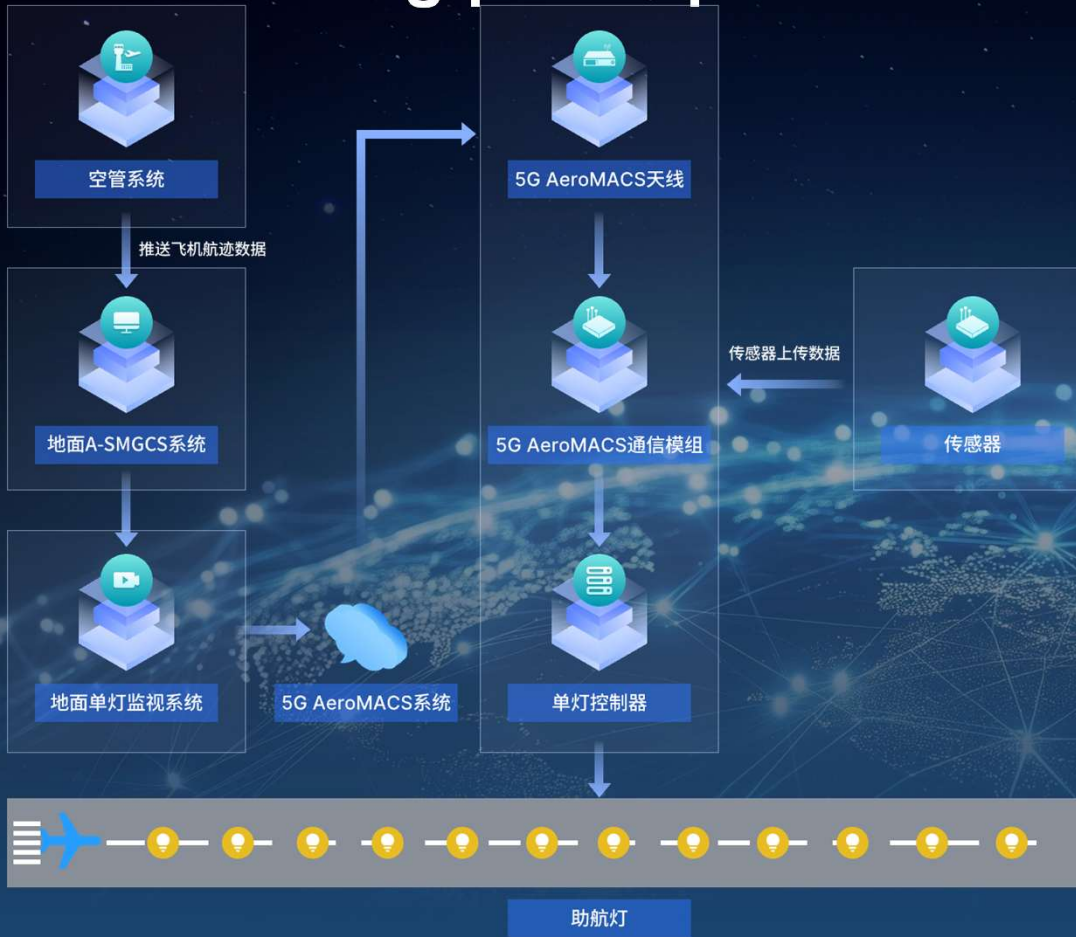 空管系统
推送飞机航迹数据
地面A-SMGCS系统
地面单灯监视系统
5G AeroMACS系统
5G AeroMACS天线
5G AeroMACS通信模组
传感器上传数据
传感器
单灯控制器
助航灯